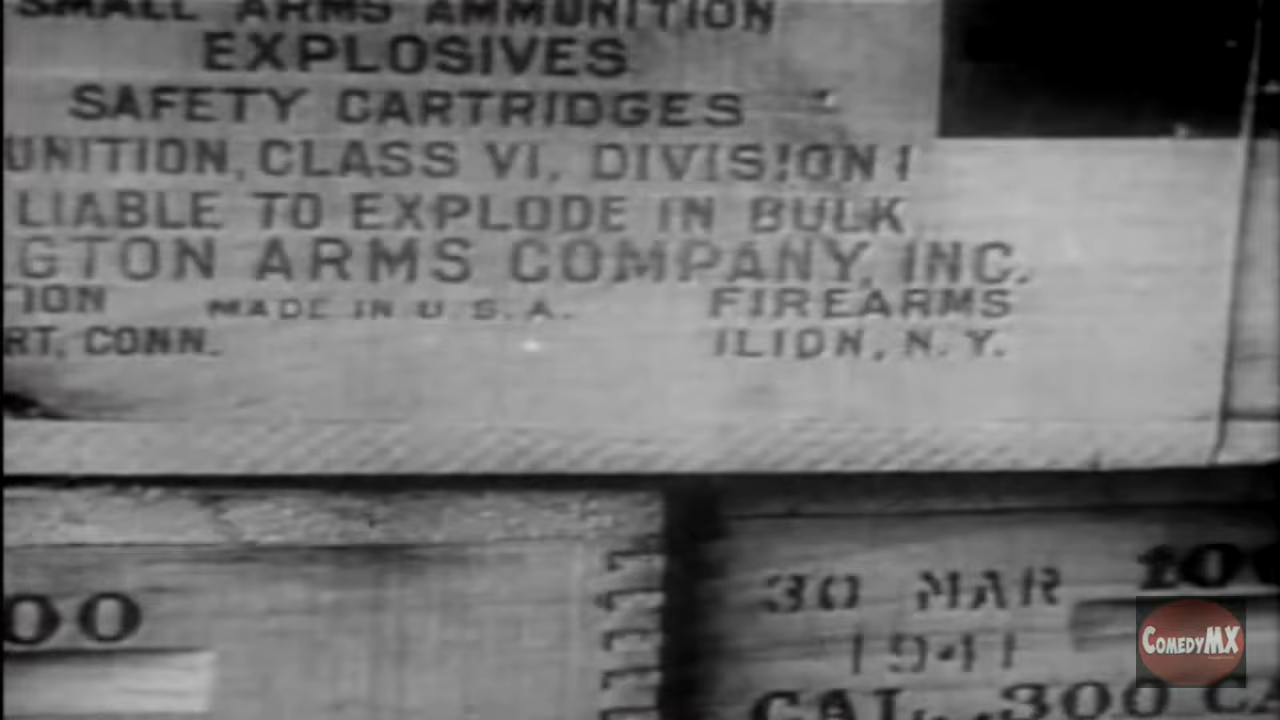 SMALL ARMS AMMUNITION
EXPLOSIVES
SAFETY CARTRIDGES
UNITION, CLASS VI, DIVISION I
LIABLE TO EXPLODE IN BULK
GTON ARMS COMPANY, INC.
TION MADE IN U.S.A. FIREARMS
RT, CONN. ILION, N.Y.
00
30 MAR
1941
CAL. .300 CA
COMEDYMX